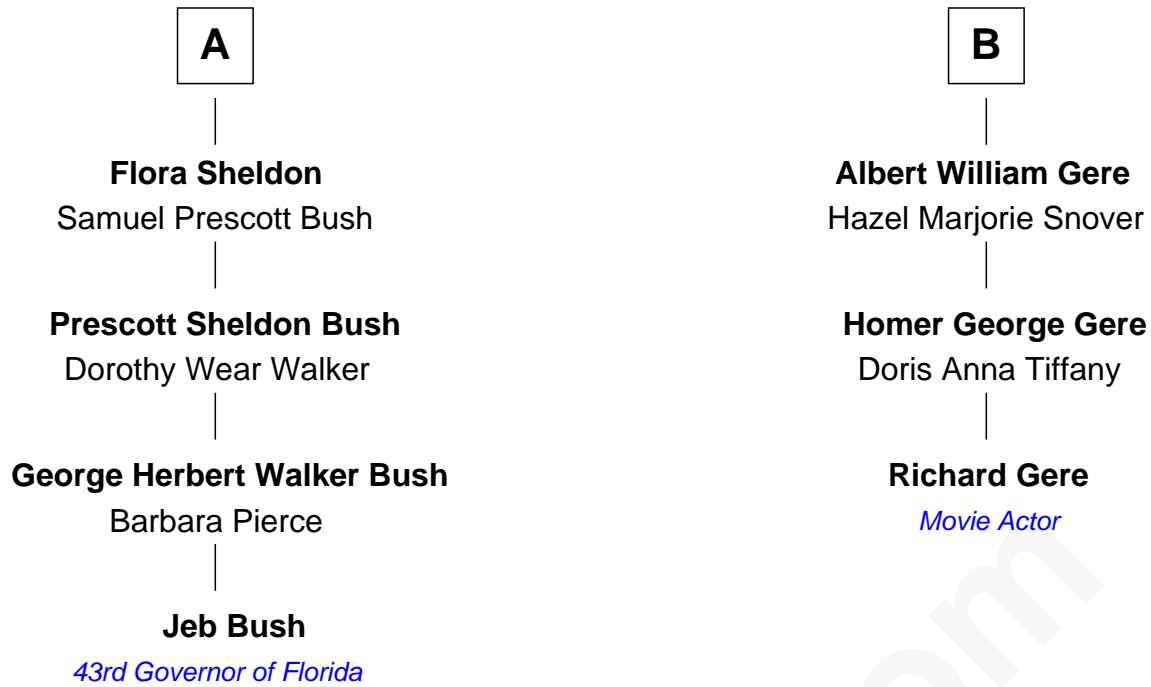 A
Flora Sheldon
Samuel Prescott Bush
Prescott Sheldon Bush
Dorothy Wear Walker
George Herbert Walker Bush
Barbara Pierce
Jeb Bush
43rd Governor of Florida
B
Albert William Gere
Hazel Marjorie Snover
Homer George Gere
Doris Anna Tiffany
Richard Gere
Movie Actor
om